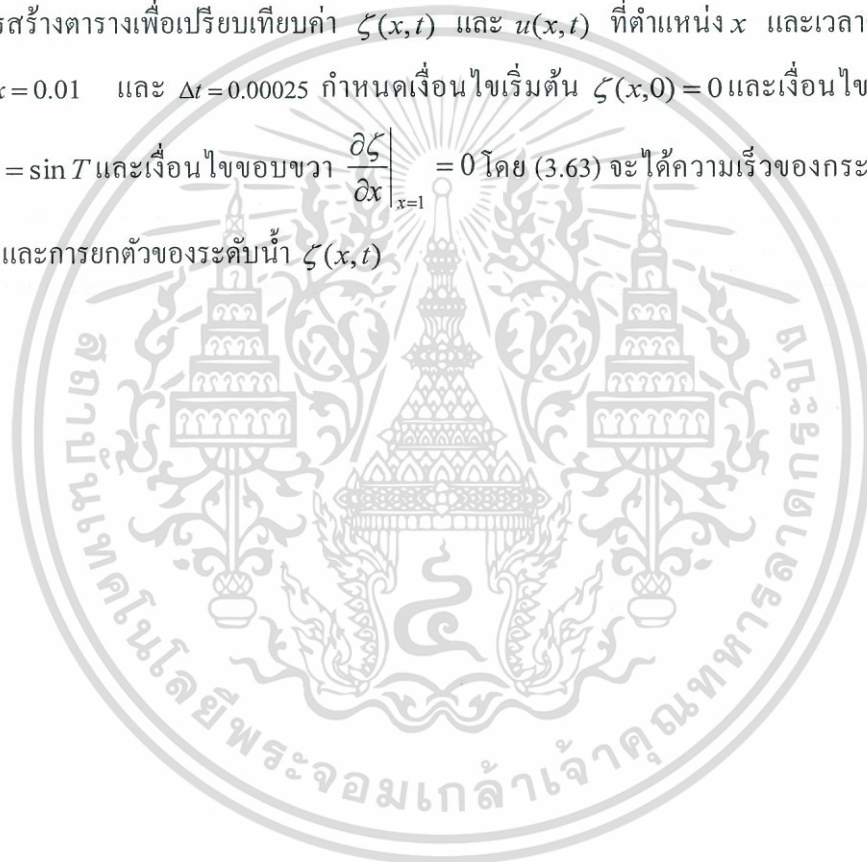 รสร้างตารางเพื่อเปรียบเทียบค่า ζ(x,t) และ u(x,t) ที่ตำแหน่ง x และเวลา
x = 0.01 และ Δt = 0.00025 กำหนดเงื่อนไขเริ่มต้น ζ(x,0) = 0 และเงื่อนไข
= sin T และเงื่อนไขขอบขวา ∂ζ/∂x|x=1 = 0 โดย (3.63) จะได้ความเร็วของกระ
และการยกตัวของระดับน้ำ ζ(x,t)
สถาบันเทคโนโลยีพระจอมเกล้าเจ้าคุณทหารลาดกระบัง